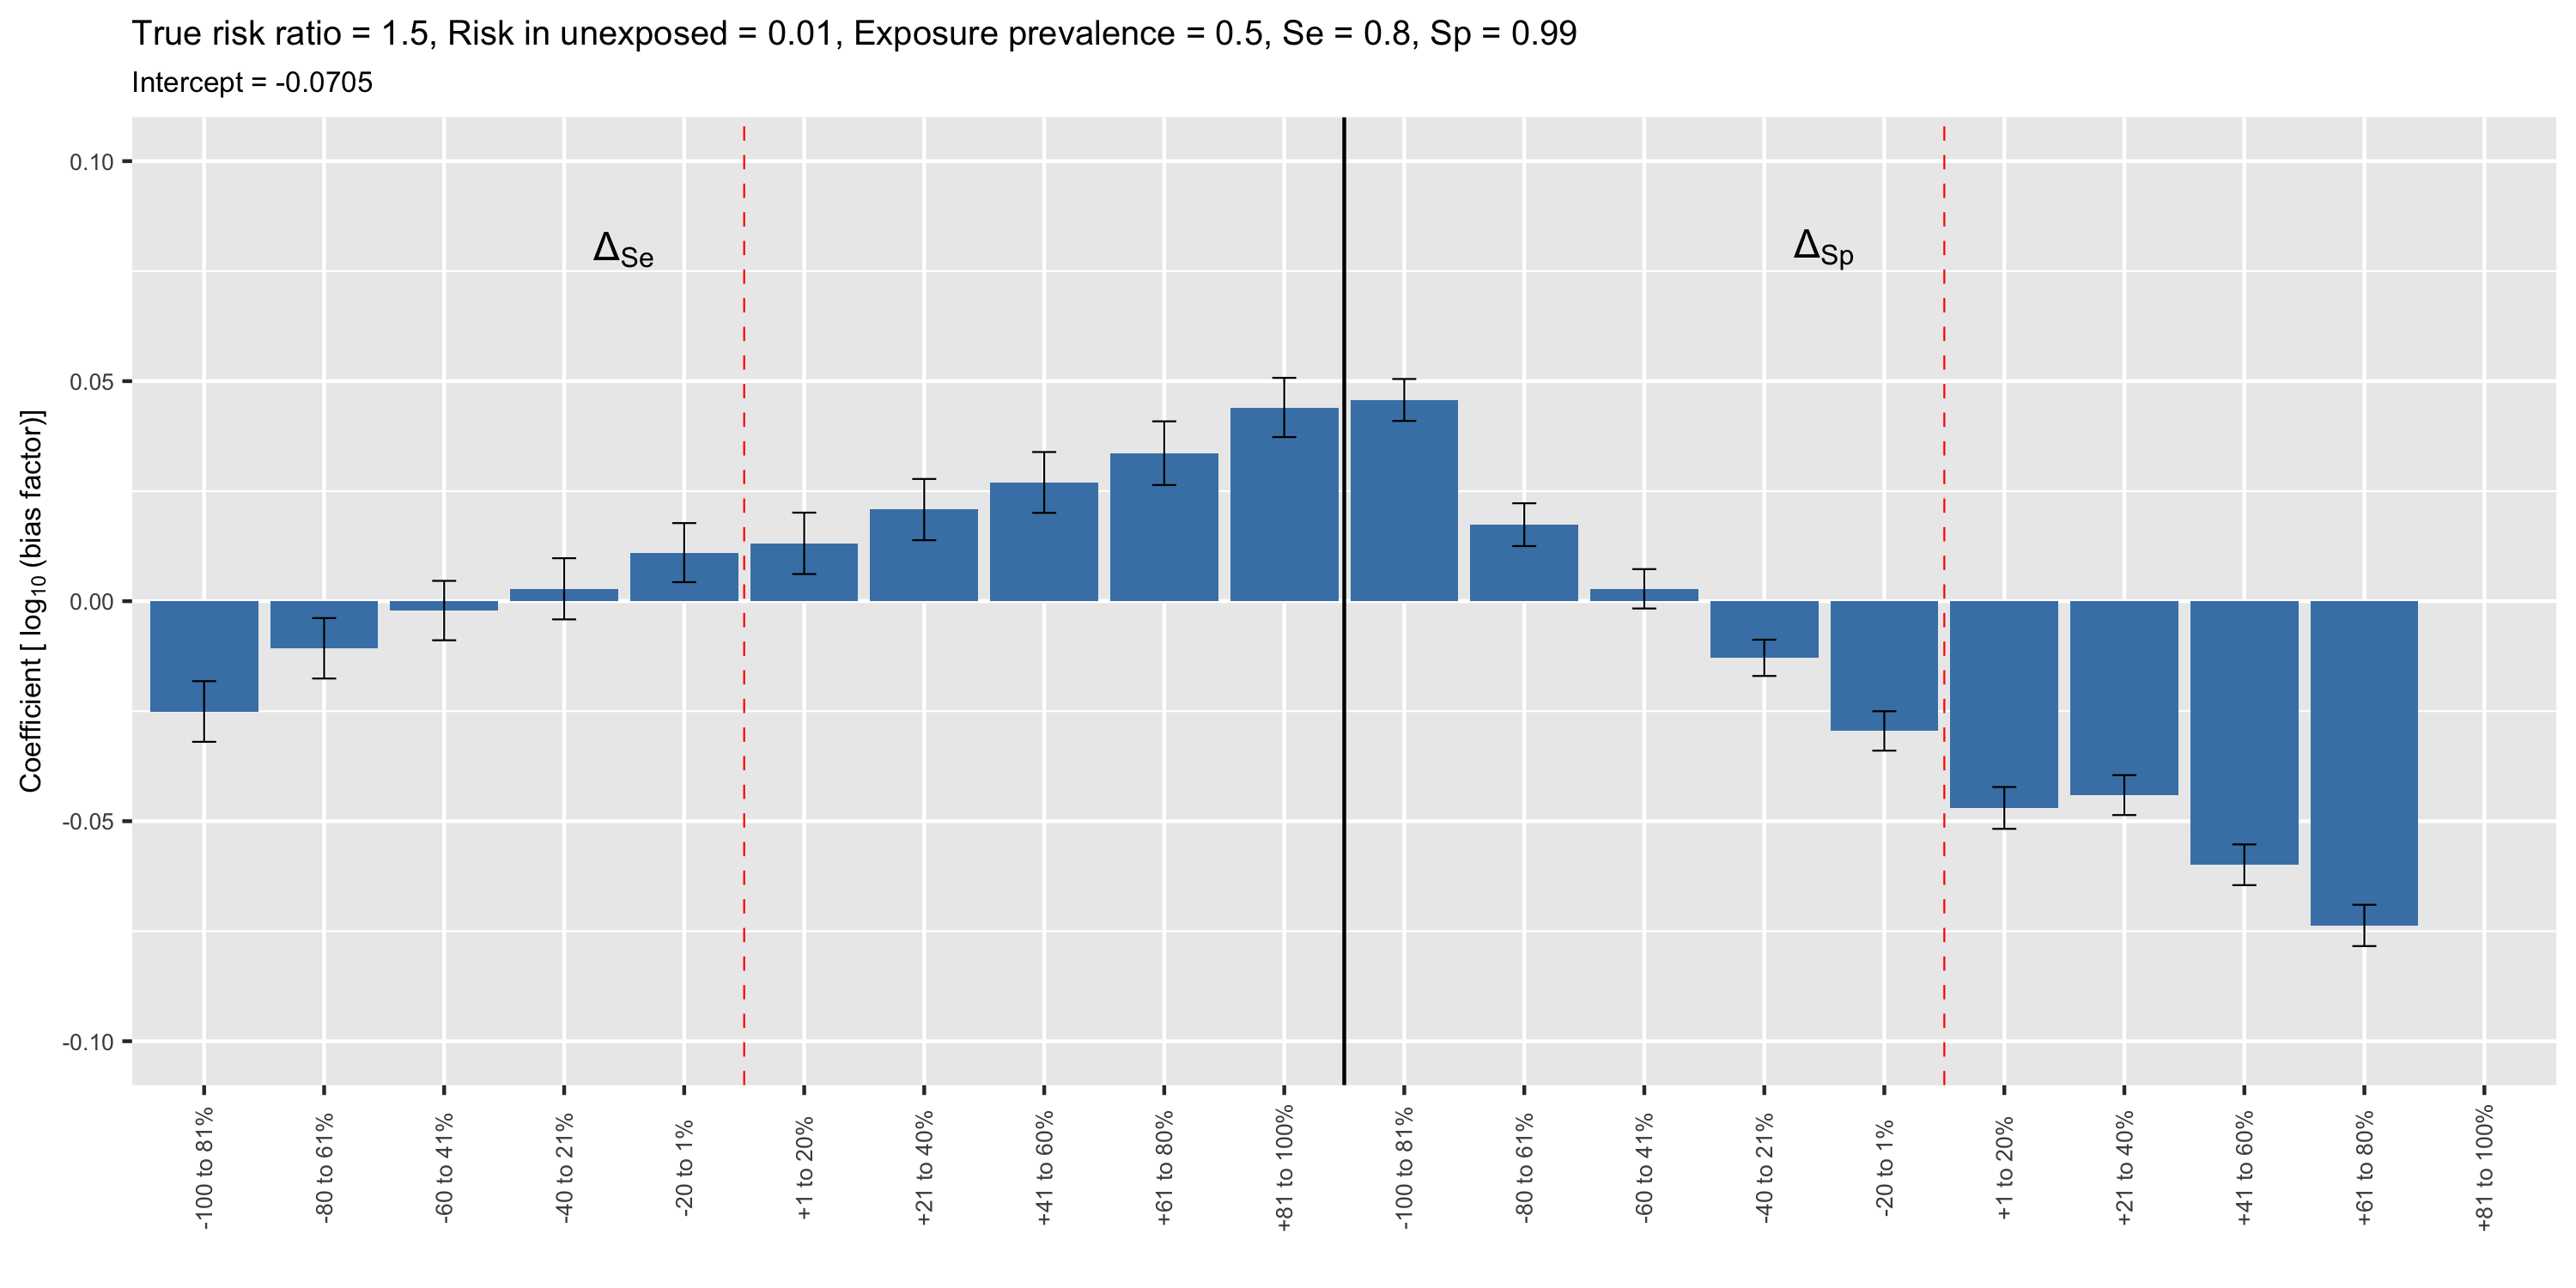 True risk ratio = 1.5, Risk in unexposed = 0.01, Exposure prevalence = 0.5, Se = 0.8, Sp = 0.99
Intercept = -0.0705
Coefficient [ log10 (bias factor)]
0.10
0.05
0.00
-0.05
-0.10
ΔSe
ΔSp
-100 to 81%
-80 to 61%
-60 to 41%
-40 to 21%
-20 to 1%
+1 to 20%
+21 to 40%
+41 to 60%
+61 to 80%
+81 to 100%
-100 to 81%
-80 to 61%
-60 to 41%
-40 to 21%
-20 to 1%
+1 to 20%
+21 to 40%
+41 to 60%
+61 to 80%
+81 to 100%